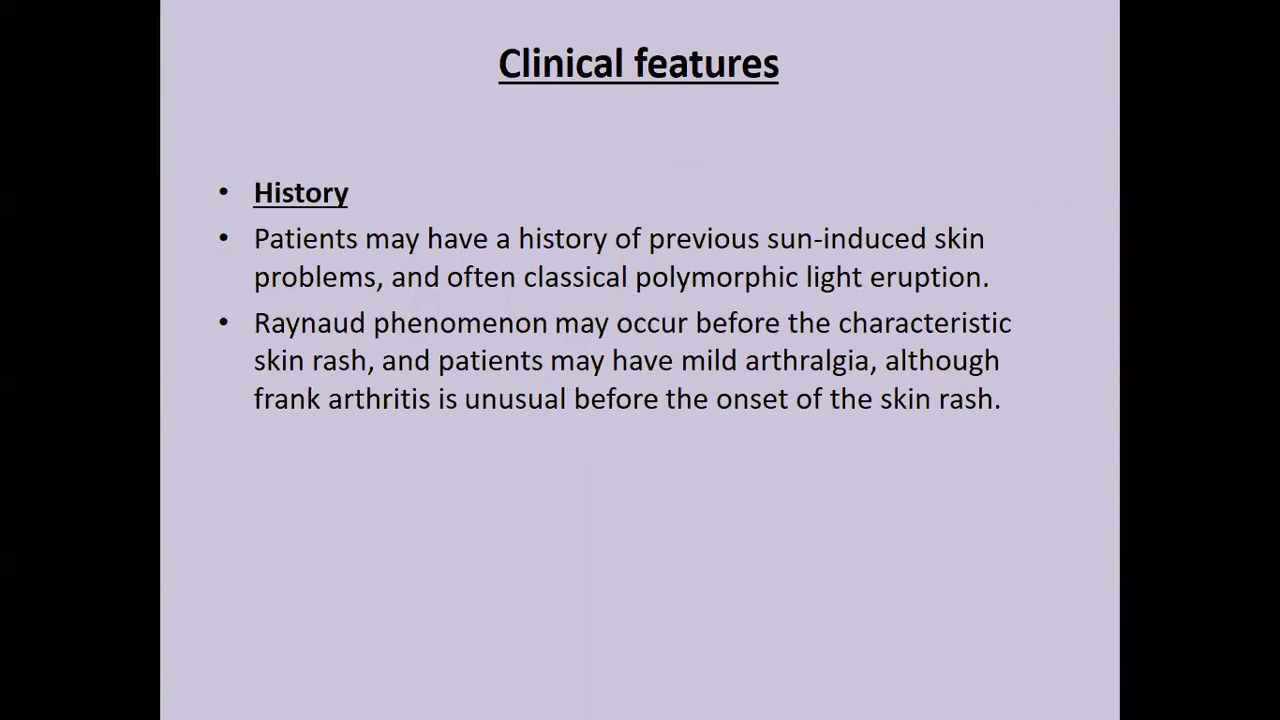 Clinical features
• History
• Patients may have a history of previous sun-induced skin
problems, and often classical polymorphic light eruption.
• Raynaud phenomenon may occur before the characteristic
skin rash, and patients may have mild arthralgia, although
frank arthritis is unusual before the onset of the skin rash.